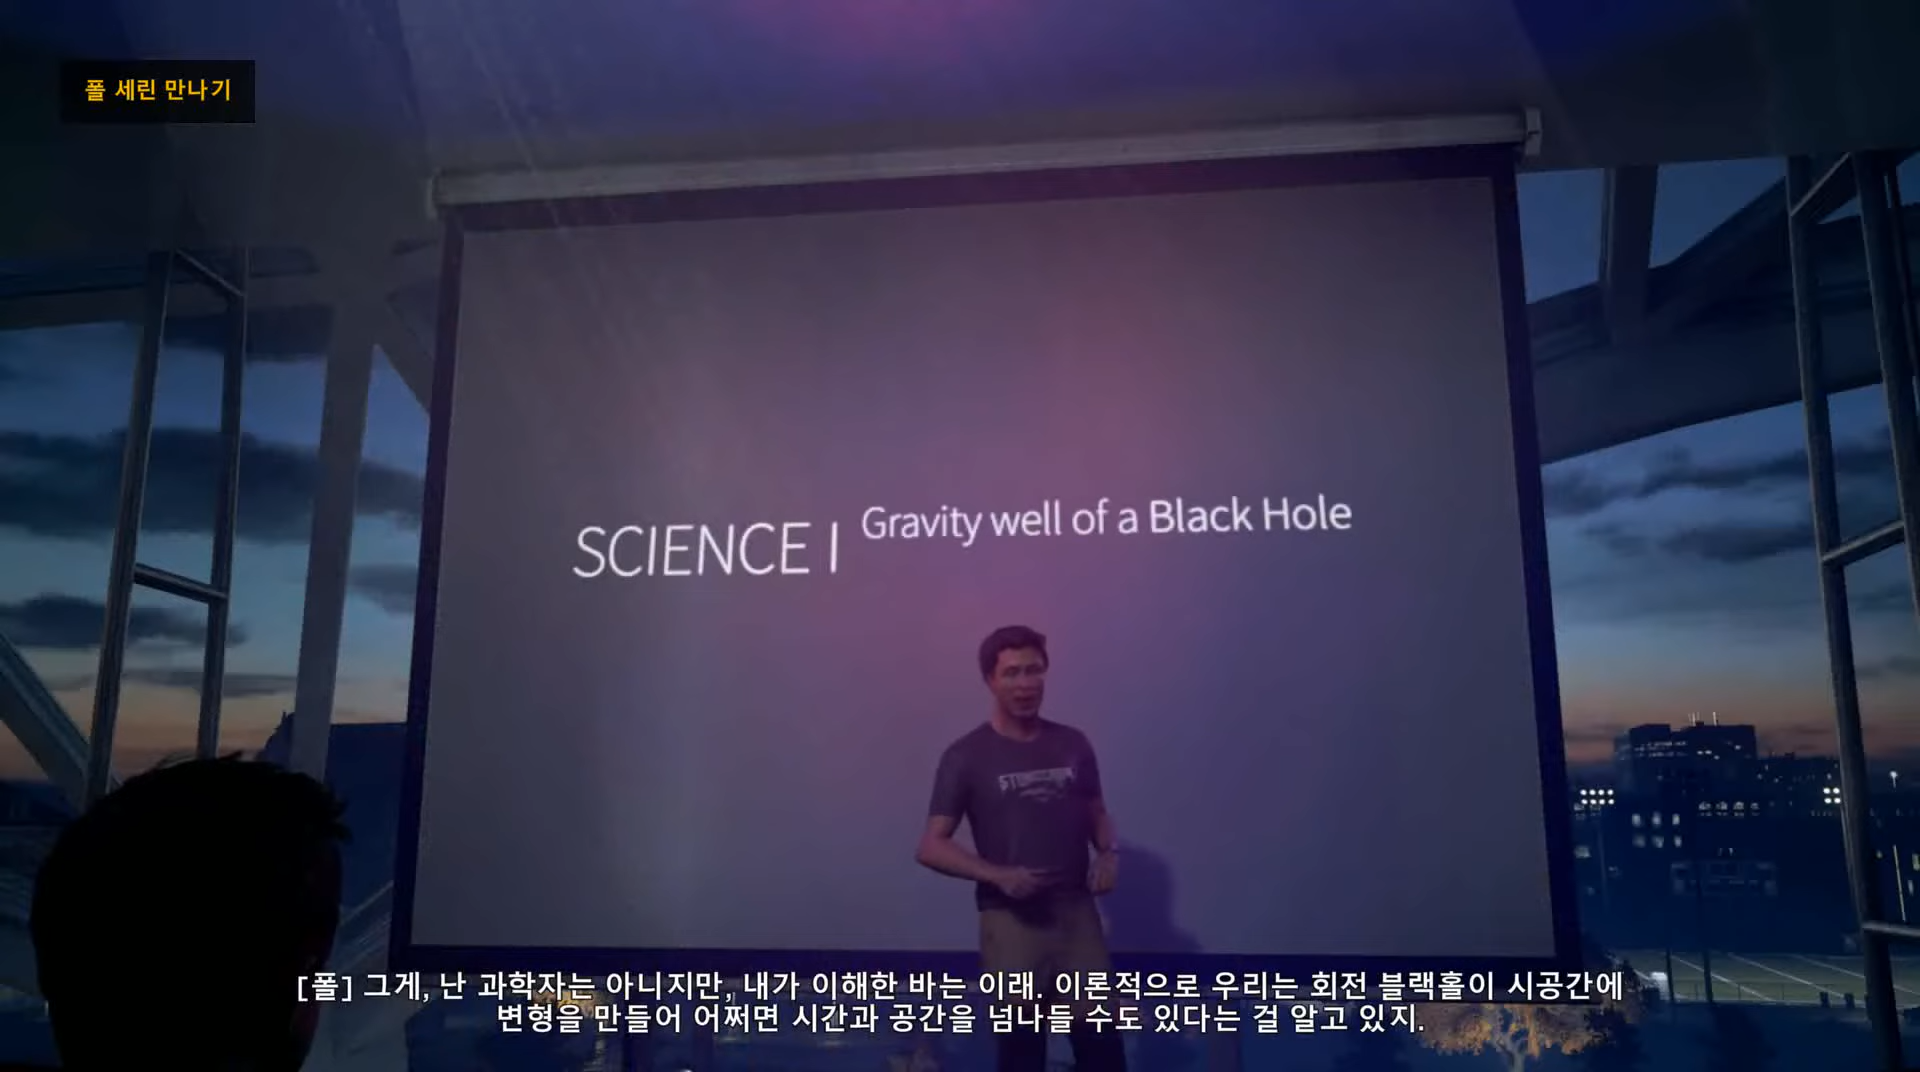 폴 세린 만나기
SCIENCE | Gravity well of a Black Hole
[폴] 그게, 난 과학자는 아니지만, 내가 이해한 바는 이래. 이론적으로 우리는 회전 블랙홀이 시공간에
변형을 만들어 어쩌면 시간과 공간을 넘나들 수도 있다는 걸 알고 있지.